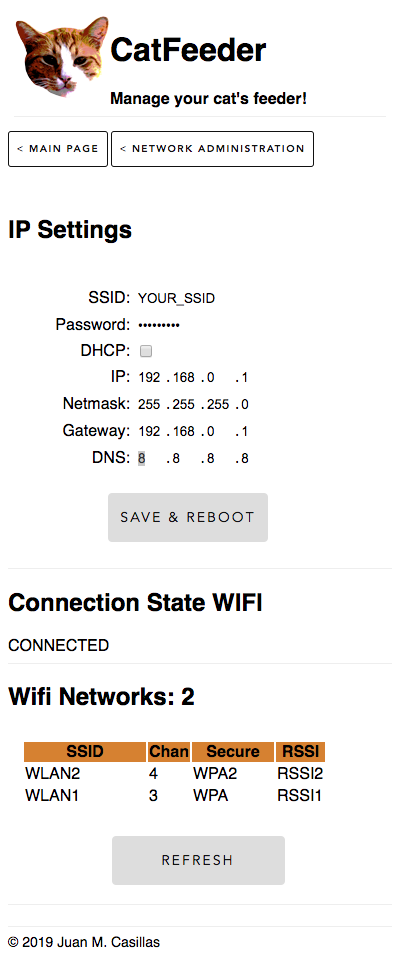 CatFeeder
Manage your cat's feeder!
< MAIN PAGE < NETWORK ADMINISTRATION
IP Settings
SSID: YOUR_SSID
Password: •••••••••
DHCP:
IP: 192 .168 .0 .1
Netmask: 255 .255 .255 .0
Gateway: 192 .168 .0 .1
DNS: 8 .8 .8 .8
SAVE & REBOOT
Connection State WIFI
CONNECTED
Wifi Networks: 2
SSID Chan Secure RSSI
WLAN2 4 WPA2 RSSI2
WLAN1 3 WPA RSSI1
REFRESH
© 2019 Juan M. Casillas